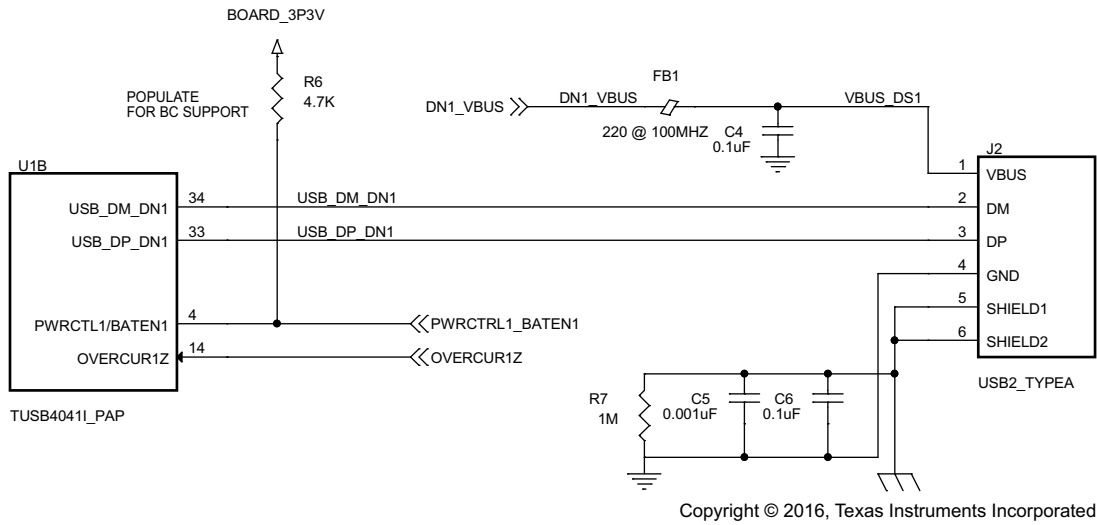 BOARD_3P3V
R6
4.7K
POPULATE
FOR BC SUPPORT
FB1
DN1_VBUS
DN1_VBUS
VBUS_DS1
220 @ 100MHZ
C4
0.1uF
U1B
J2
1
VBUS
USB_DM_DN1
34
USB_DM_DN1
2
DM
USB_DP_DN1
33
USB_DP_DN1
3
DP
4
GND
5
SHIELD1
PWRCTL1/BATEN1
4
PWRCTRL1_BATEN1
6
SHIELD2
OVERCUR1Z
14
OVERCUR1Z
USB2_TYPEA
TUSB4041I_PAP
R7
1M
C5
0.001uF
C6
0.1uF
Copyright © 2016, Texas Instruments Incorporated